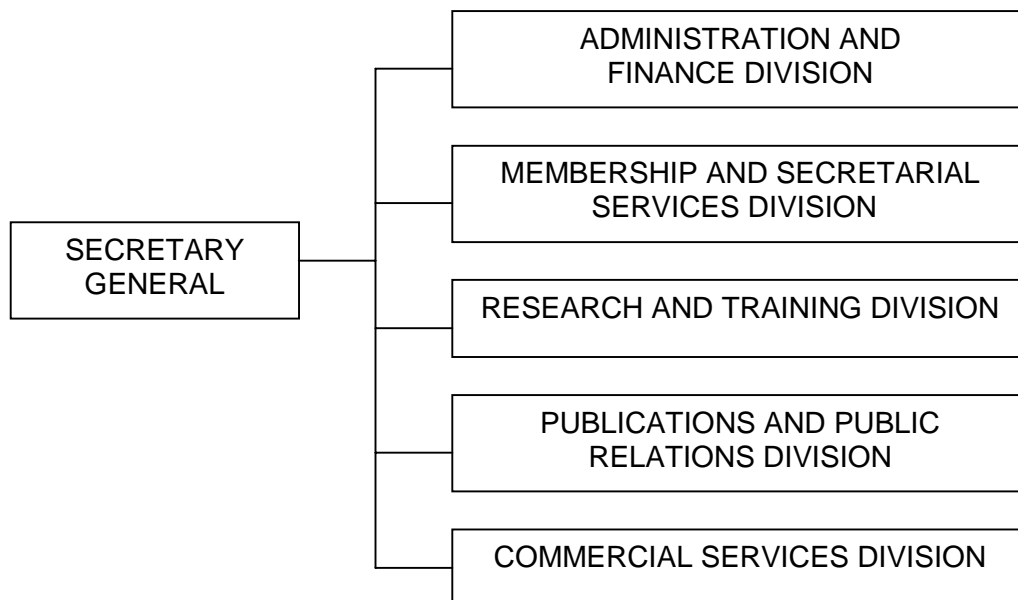 ADMINISTRATION AND
FINANCE DIVISION
MEMBERSHIP AND SECRETARIAL
SERVICES DIVISION
SECRETARY
GENERAL
RESEARCH AND TRAINING DIVISION
PUBLICATIONS AND PUBLIC
RELATIONS DIVISION
COMMERCIAL SERVICES DIVISION